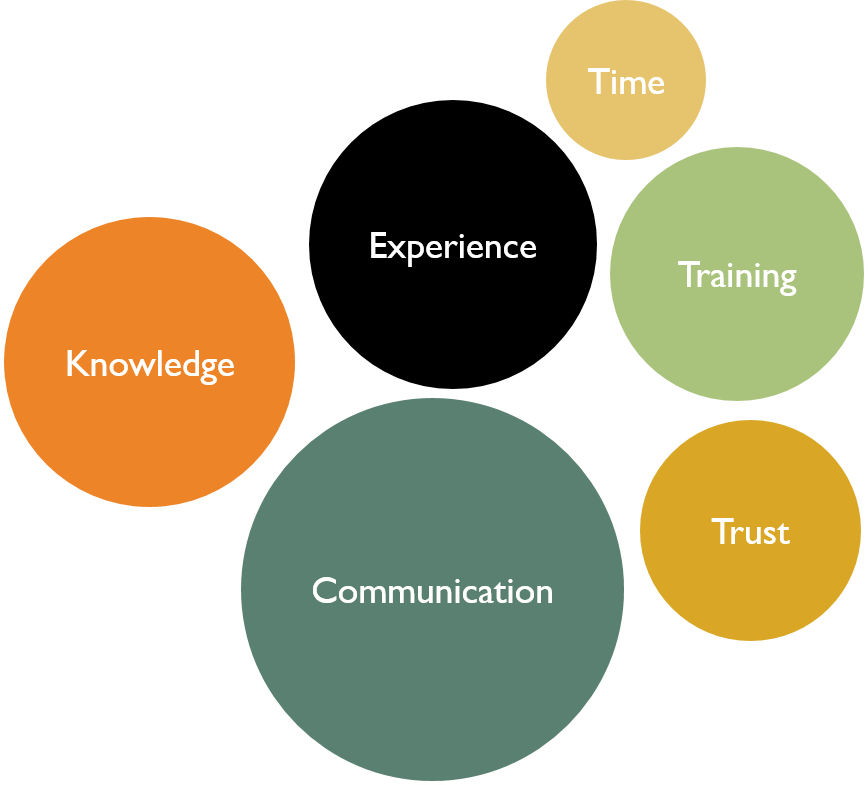 Time
Experience
Training
Knowledge
Trust
Communication